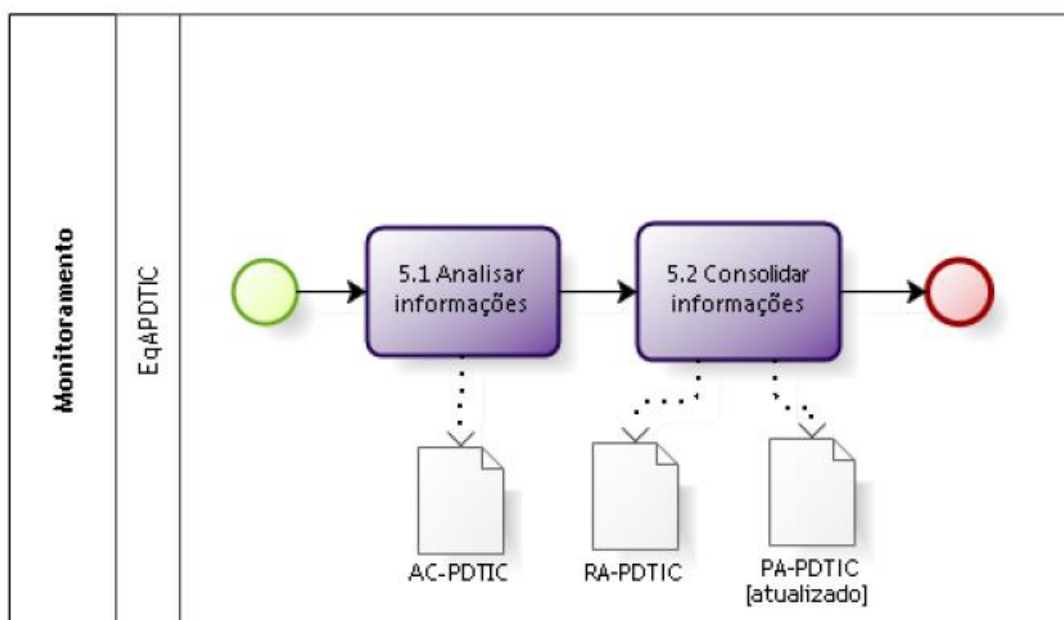 Monitoramento
EqAPDTIC
5.1 Analisar
informações
5.2 Consolidar
informações
AC-PDTIC
RA-PDTIC
PA-PDTIC
[atualizado]